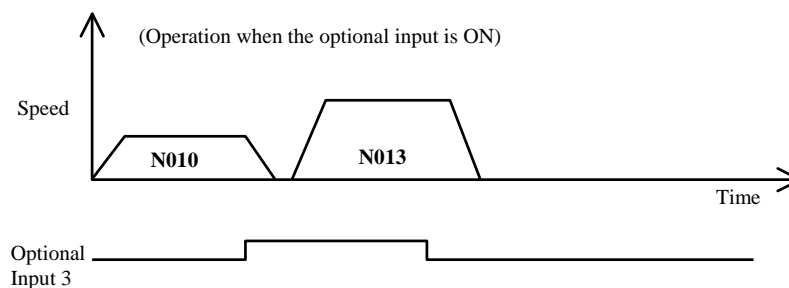 (Operation when the optional input is ON)
Speed
N010
N013
Time
Optional
Input 3